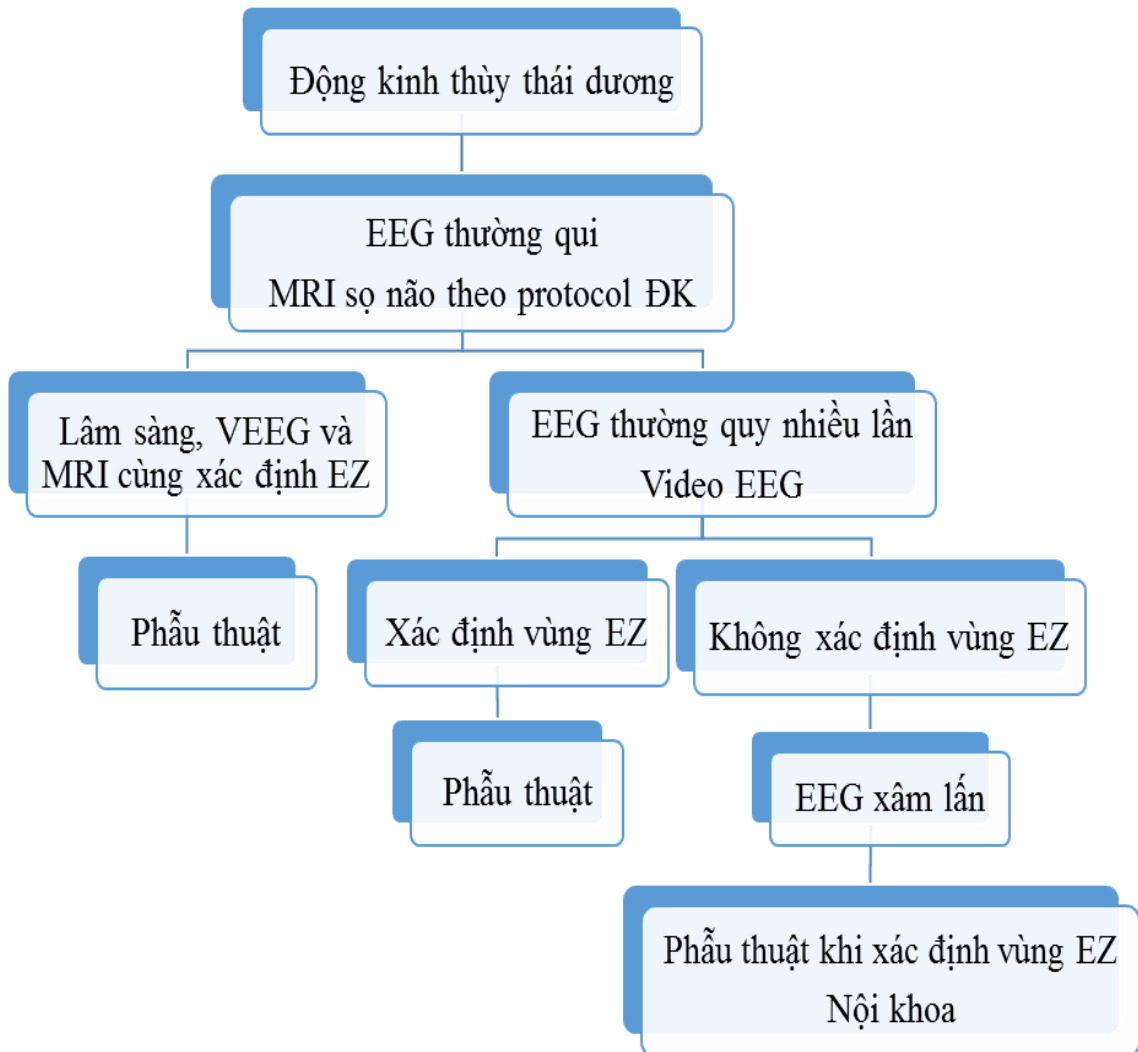 Động kinh thùy thái dương
EEG thường qui
MRI sọ não theo protocol ĐK
Lâm sàng, VEEG và
MRI cùng xác định EZ
EEG thường quy nhiều lần
Video EEG
Phẫu thuật
Xác định vùng EZ
Không xác định vùng EZ
Phẫu thuật
EEG xâm lấn
Phẫu thuật khi xác định vùng EZ
Nội khoa